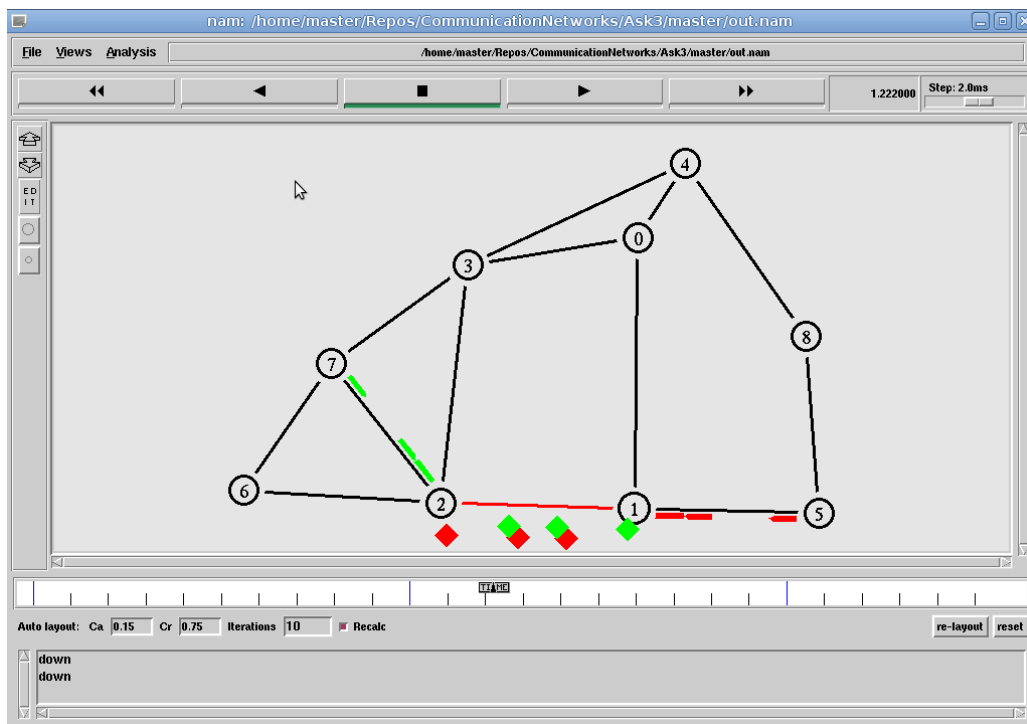 nam: /home/master/Repos/CommunicationNetworks/Ask3/master/out.nam
File Views Analysis /home/master/Repos/CommunicationNetworks/Ask3/master/out.nam
1.222000 Step: 2.0ms
ED
IT
4
0
3
8
7
6
2
1
5
TIME
Auto layout: Ca 0.15 Cr 0.75 Iterations 10 Recalc re-layout reset
down
down